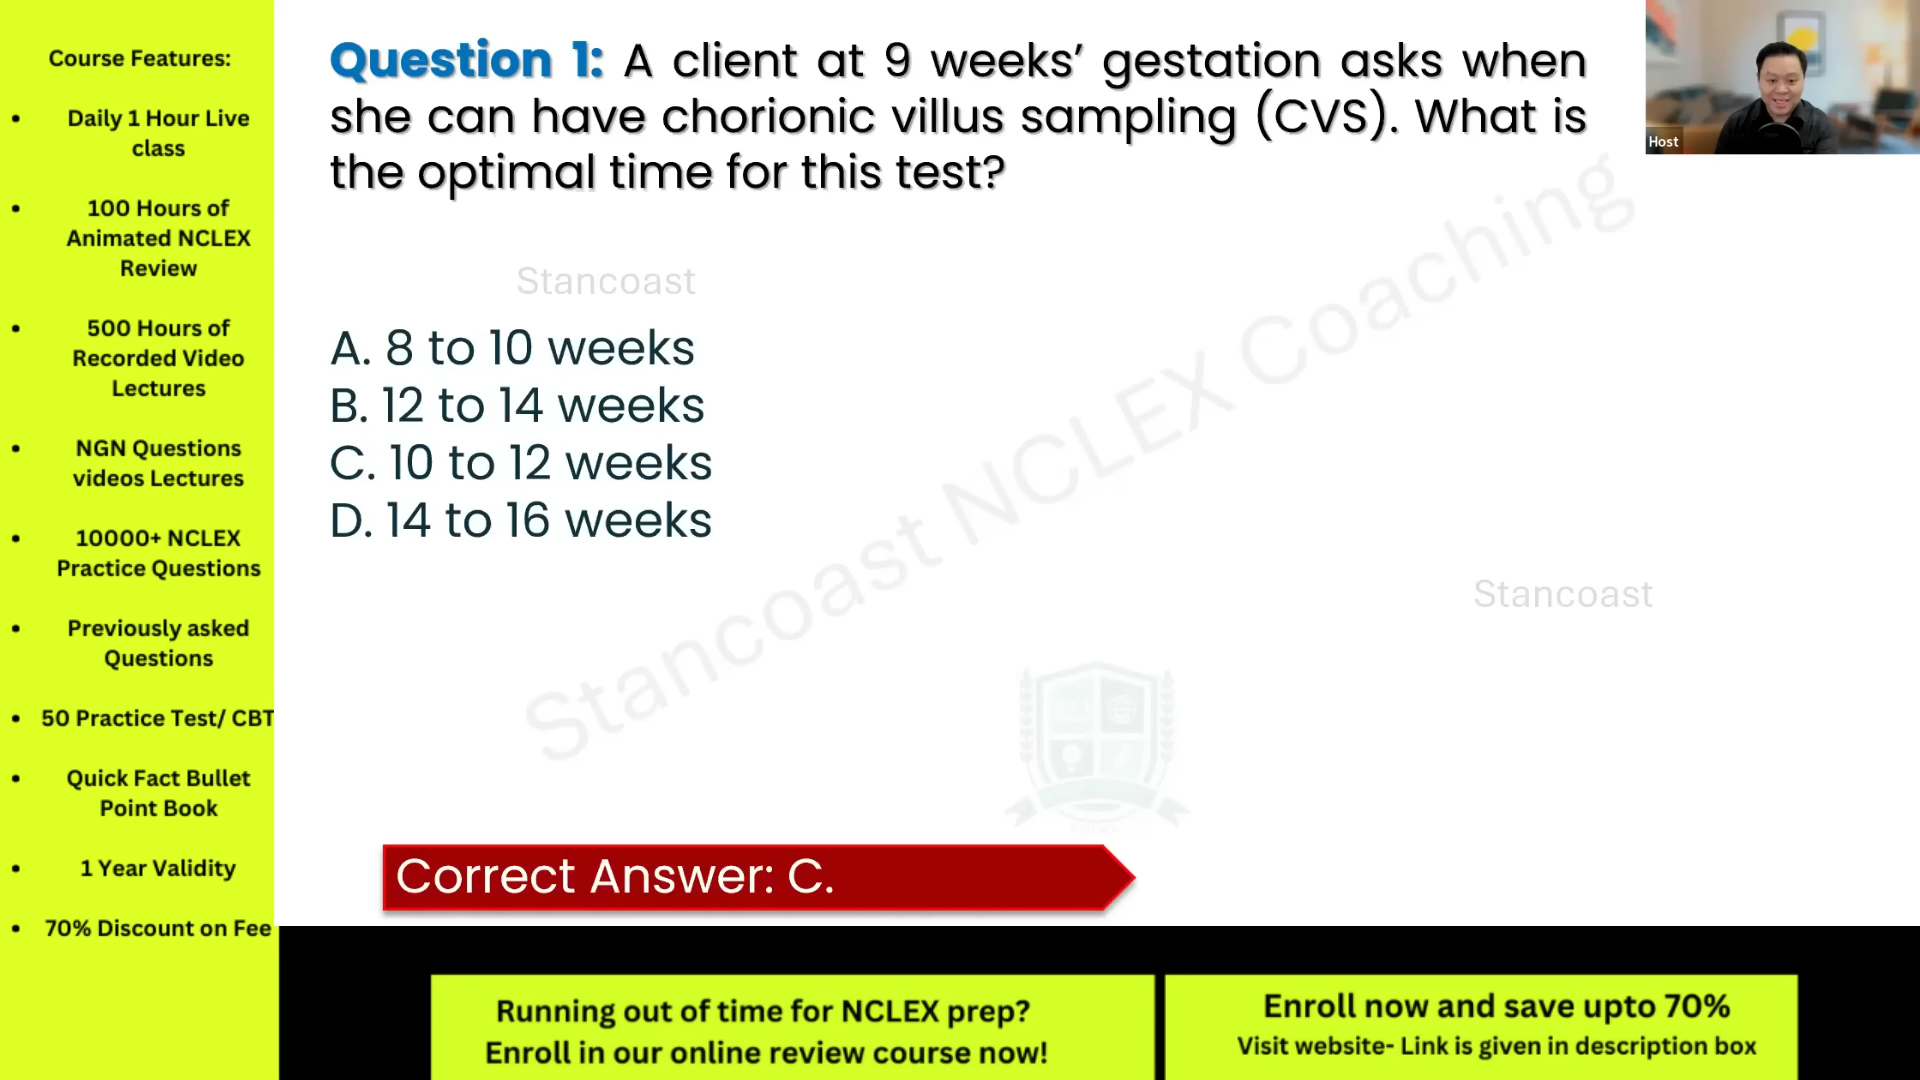 Course Features:
• Daily 1 Hour Live
class
• 100 Hours of
Animated NCLEX
Review
• 500 Hours of
Recorded Video
Lectures
• NGN Questions
videos Lectures
• 10000+ NCLEX
Practice Questions
• Previously asked
Questions
• 50 Practice Test/ CBT
• Quick Fact Bullet
Point Book
• 1 Year Validity
• 70% Discount on Fee
Question 1: A client at 9 weeks’ gestation asks when
she can have chorionic villus sampling (CVS). What is
the optimal time for this test?
Host
Stancoast
A. 8 to 10 weeks
B. 12 to 14 weeks
C. 10 to 12 weeks
D. 14 to 16 weeks
Stancoast NCLEX Coaching
Stancoast
Correct Answer: C.
Running out of time for NCLEX prep?
Enroll in our online review course now!
Enroll now and save upto 70%
Visit website- Link is given in description box